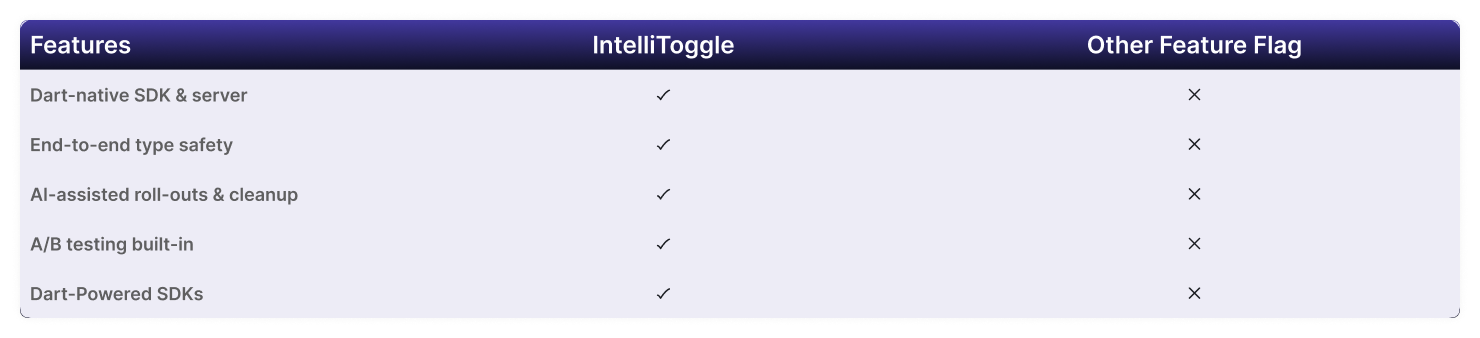 Features IntelliToggle Other Feature Flag
Dart-native SDK & server ✓ ✕
End-to-end type safety ✓ ✕
AI-assisted roll-outs & cleanup ✓ ✕
A/B testing built-in ✓ ✕
Dart-Powered SDKs ✓ ✕